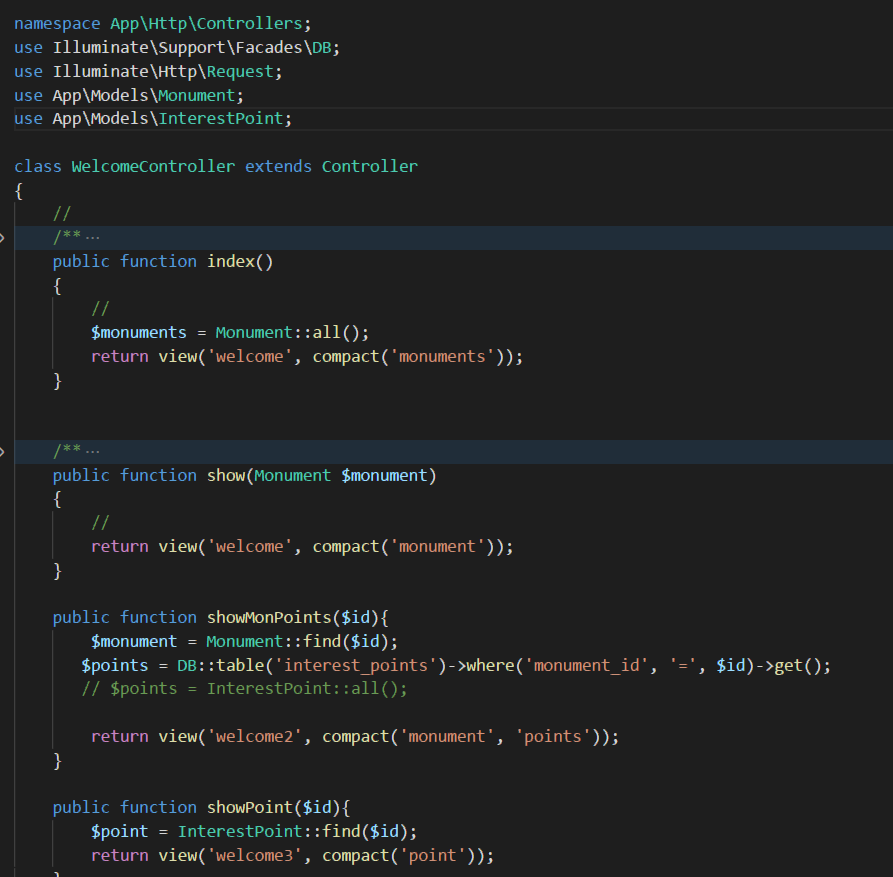 namespace App\Http\Controllers;
use Illuminate\Support\Facades\DB;
use Illuminate\Http\Request;
use App\Models\Monument;
use App\Models\InterestPoint;

class WelcomeController extends Controller
{
    //
    /** ···
    public function index()
    {
        //
        $monuments = Monument::all();
        return view('welcome', compact('monuments'));
    }


    /** ···
    public function show(Monument $monument)
    {
        //
        return view('welcome', compact('monument'));
    }

    public function showMonPoints($id){
        $monument = Monument::find($id);
       $points = DB::table('interest_points')->where('monument_id', '=', $id)->get();
       // $points = InterestPoint::all();

        return view('welcome2', compact('monument', 'points'));
    }

    public function showPoint($id){
        $point = InterestPoint::find($id);
        return view('welcome3', compact('point'));
    }